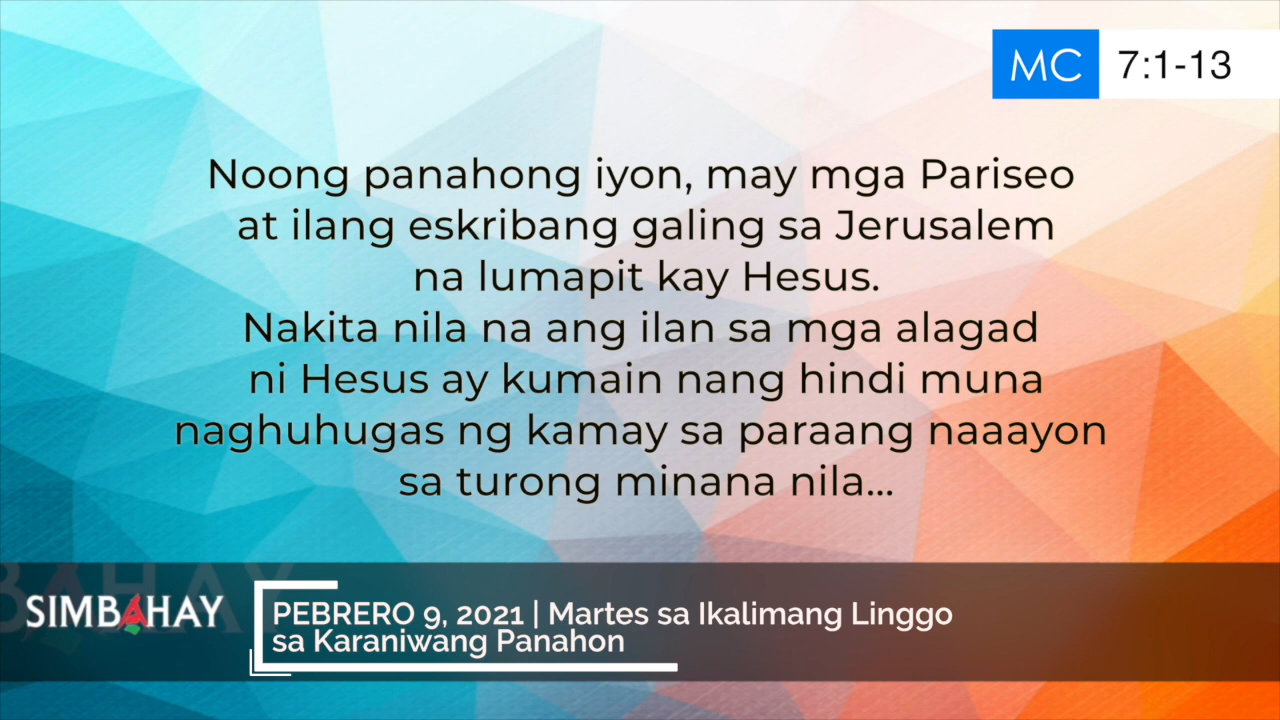 MC 7:1-13
Noong panahong iyon, may mga Pariseo
at ilang eskribang galing sa Jerusalem
na lumapit kay Hesus.
Nakita nila na ang ilan sa mga alagad
ni Hesus ay kumain nang hindi muna
naghuhugas ng kamay sa paraang naaayon
sa turong minana nila...
SIMBAHAY
PEBRERO 9, 2021 | Martes sa Ikalimang Linggo
sa Karaniwang Panahon